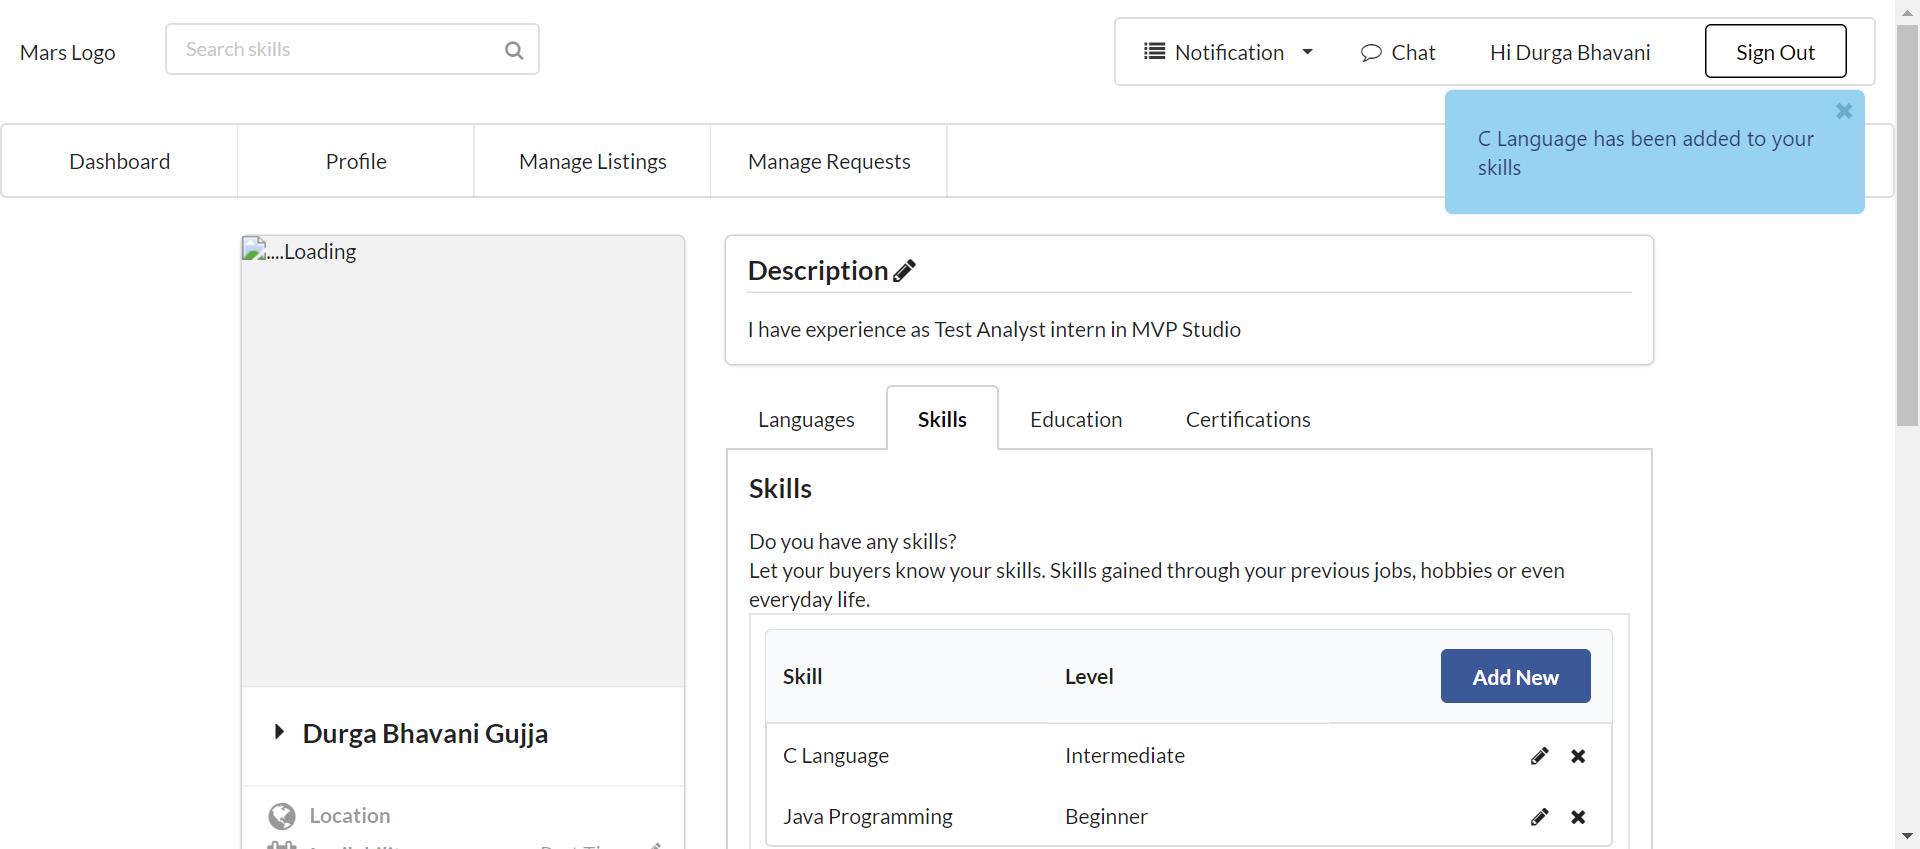 Mars Logo
Search skills
Notification
Chat
Hi Durga Bhavani
Sign Out
C Language has been added to your
skills
Dashboard
Profile
Manage Listings
Manage Requests
....Loading
Description
I have experience as Test Analyst intern in MVP Studio
Languages
Skills
Education
Certifications
Skills
Do you have any skills?
Let your buyers know your skills. Skills gained through your previous jobs, hobbies or even
everyday life.
Skill
Level
Add New
C Language
Intermediate
Java Programming
Beginner
Durga Bhavani Gujja
Location